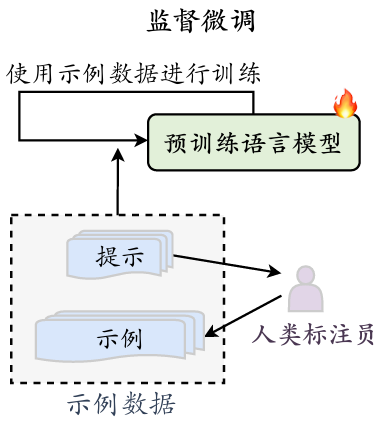 监督微调
使用示例数据进行训练
预训练语言模型
提示
示例
人类标注员
示例数据